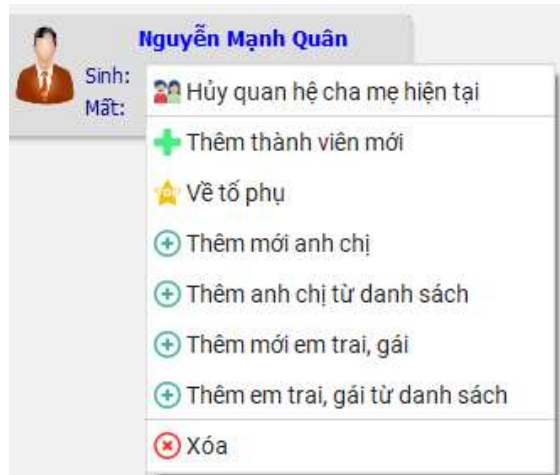 Nguyễn Mạnh Quân
Sinh:
Mất:
Hủy quan hệ cha mẹ hiện tại
Thêm thành viên mới
Về tổ phụ
Thêm mới anh chị
Thêm anh chị từ danh sách
Thêm mới em trai, gái
Thêm em trai, gái từ danh sách
Xóa